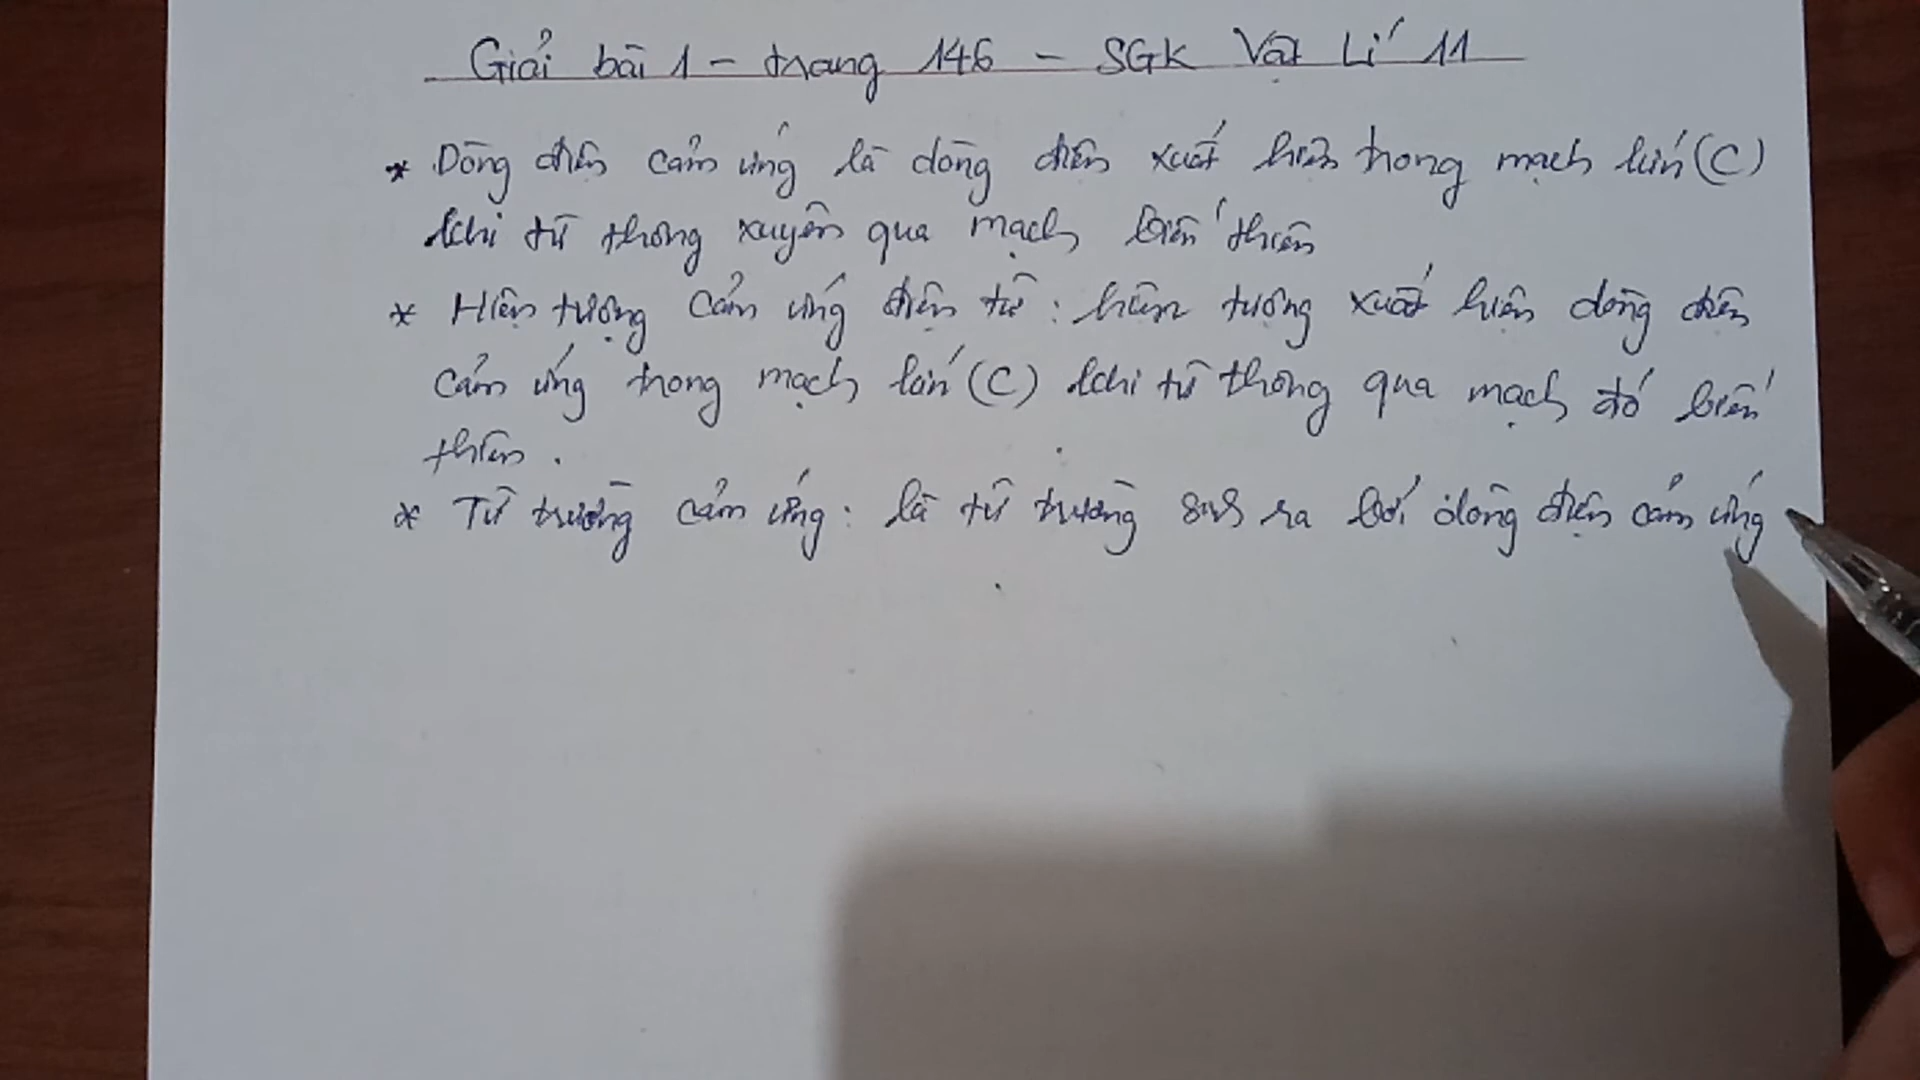 Giải bài 1 - trang 146 - SGK Vật Lí 11
* Dòng điện cảm ứng là dòng điện xuất hiện trong mạch kín (C)
khi từ thông xuyên qua mạch biến thiên
* Hiện tượng cảm ứng điện từ : hiện tượng xuất hiện dòng điện
cảm ứng trong mạch kín (C) khi từ thông qua mạch đó biến
thiên .
* Từ trường cảm ứng : là từ trường sinh ra bởi dòng điện cảm ứng